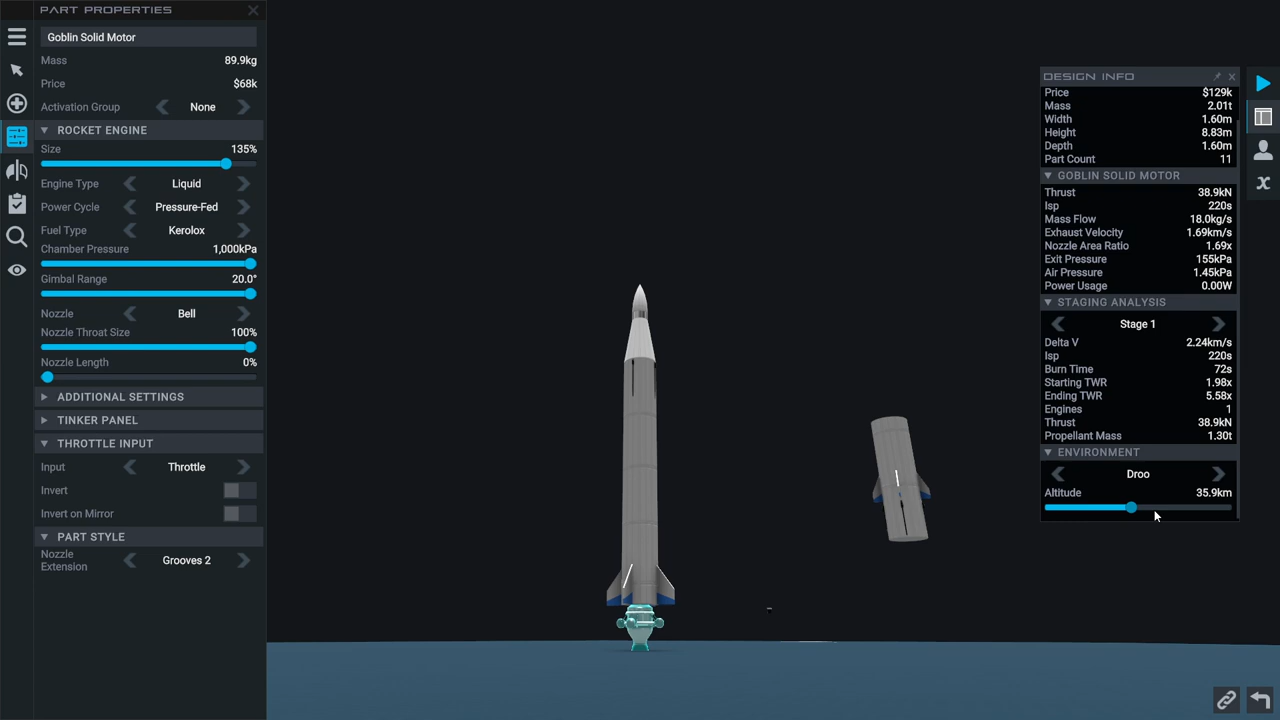 PART PROPERTIES
Goblin Solid Motor
Mass 89.9kg
Price $68k
Activation Group None
ROCKET ENGINE
Size 135%
Engine Type Liquid
Power Cycle Pressure-Fed
Fuel Type Kerolox
Chamber Pressure 1,000kPa
Gimbal Range 20.0°
Nozzle Bell
Nozzle Throat Size 100%
Nozzle Length 0%
ADDITIONAL SETTINGS
TINKER PANEL
THROTTLE INPUT
Input Throttle
Invert
Invert on Mirror
PART STYLE
Nozzle
Extension Grooves 2
DESIGN INFO
Price $129k
Mass 2.01t
Width 1.60m
Height 8.83m
Depth 1.60m
Part Count 11
GOBLIN SOLID MOTOR
Thrust 38.9kN
Isp 220s
Mass Flow 18.0kg/s
Exhaust Velocity 1.69km/s
Nozzle Area Ratio 1.69x
Exit Pressure 155kPa
Air Pressure 1.45kPa
Power Usage 0.00W
STAGING ANALYSIS
Stage 1
Delta V 2.24km/s
Isp 220s
Burn Time 72s
Starting TWR 1.98x
Ending TWR 5.58x
Engines 1
Thrust 38.9kN
Propellant Mass 1.30t
ENVIRONMENT
Droo
Altitude 35.9km